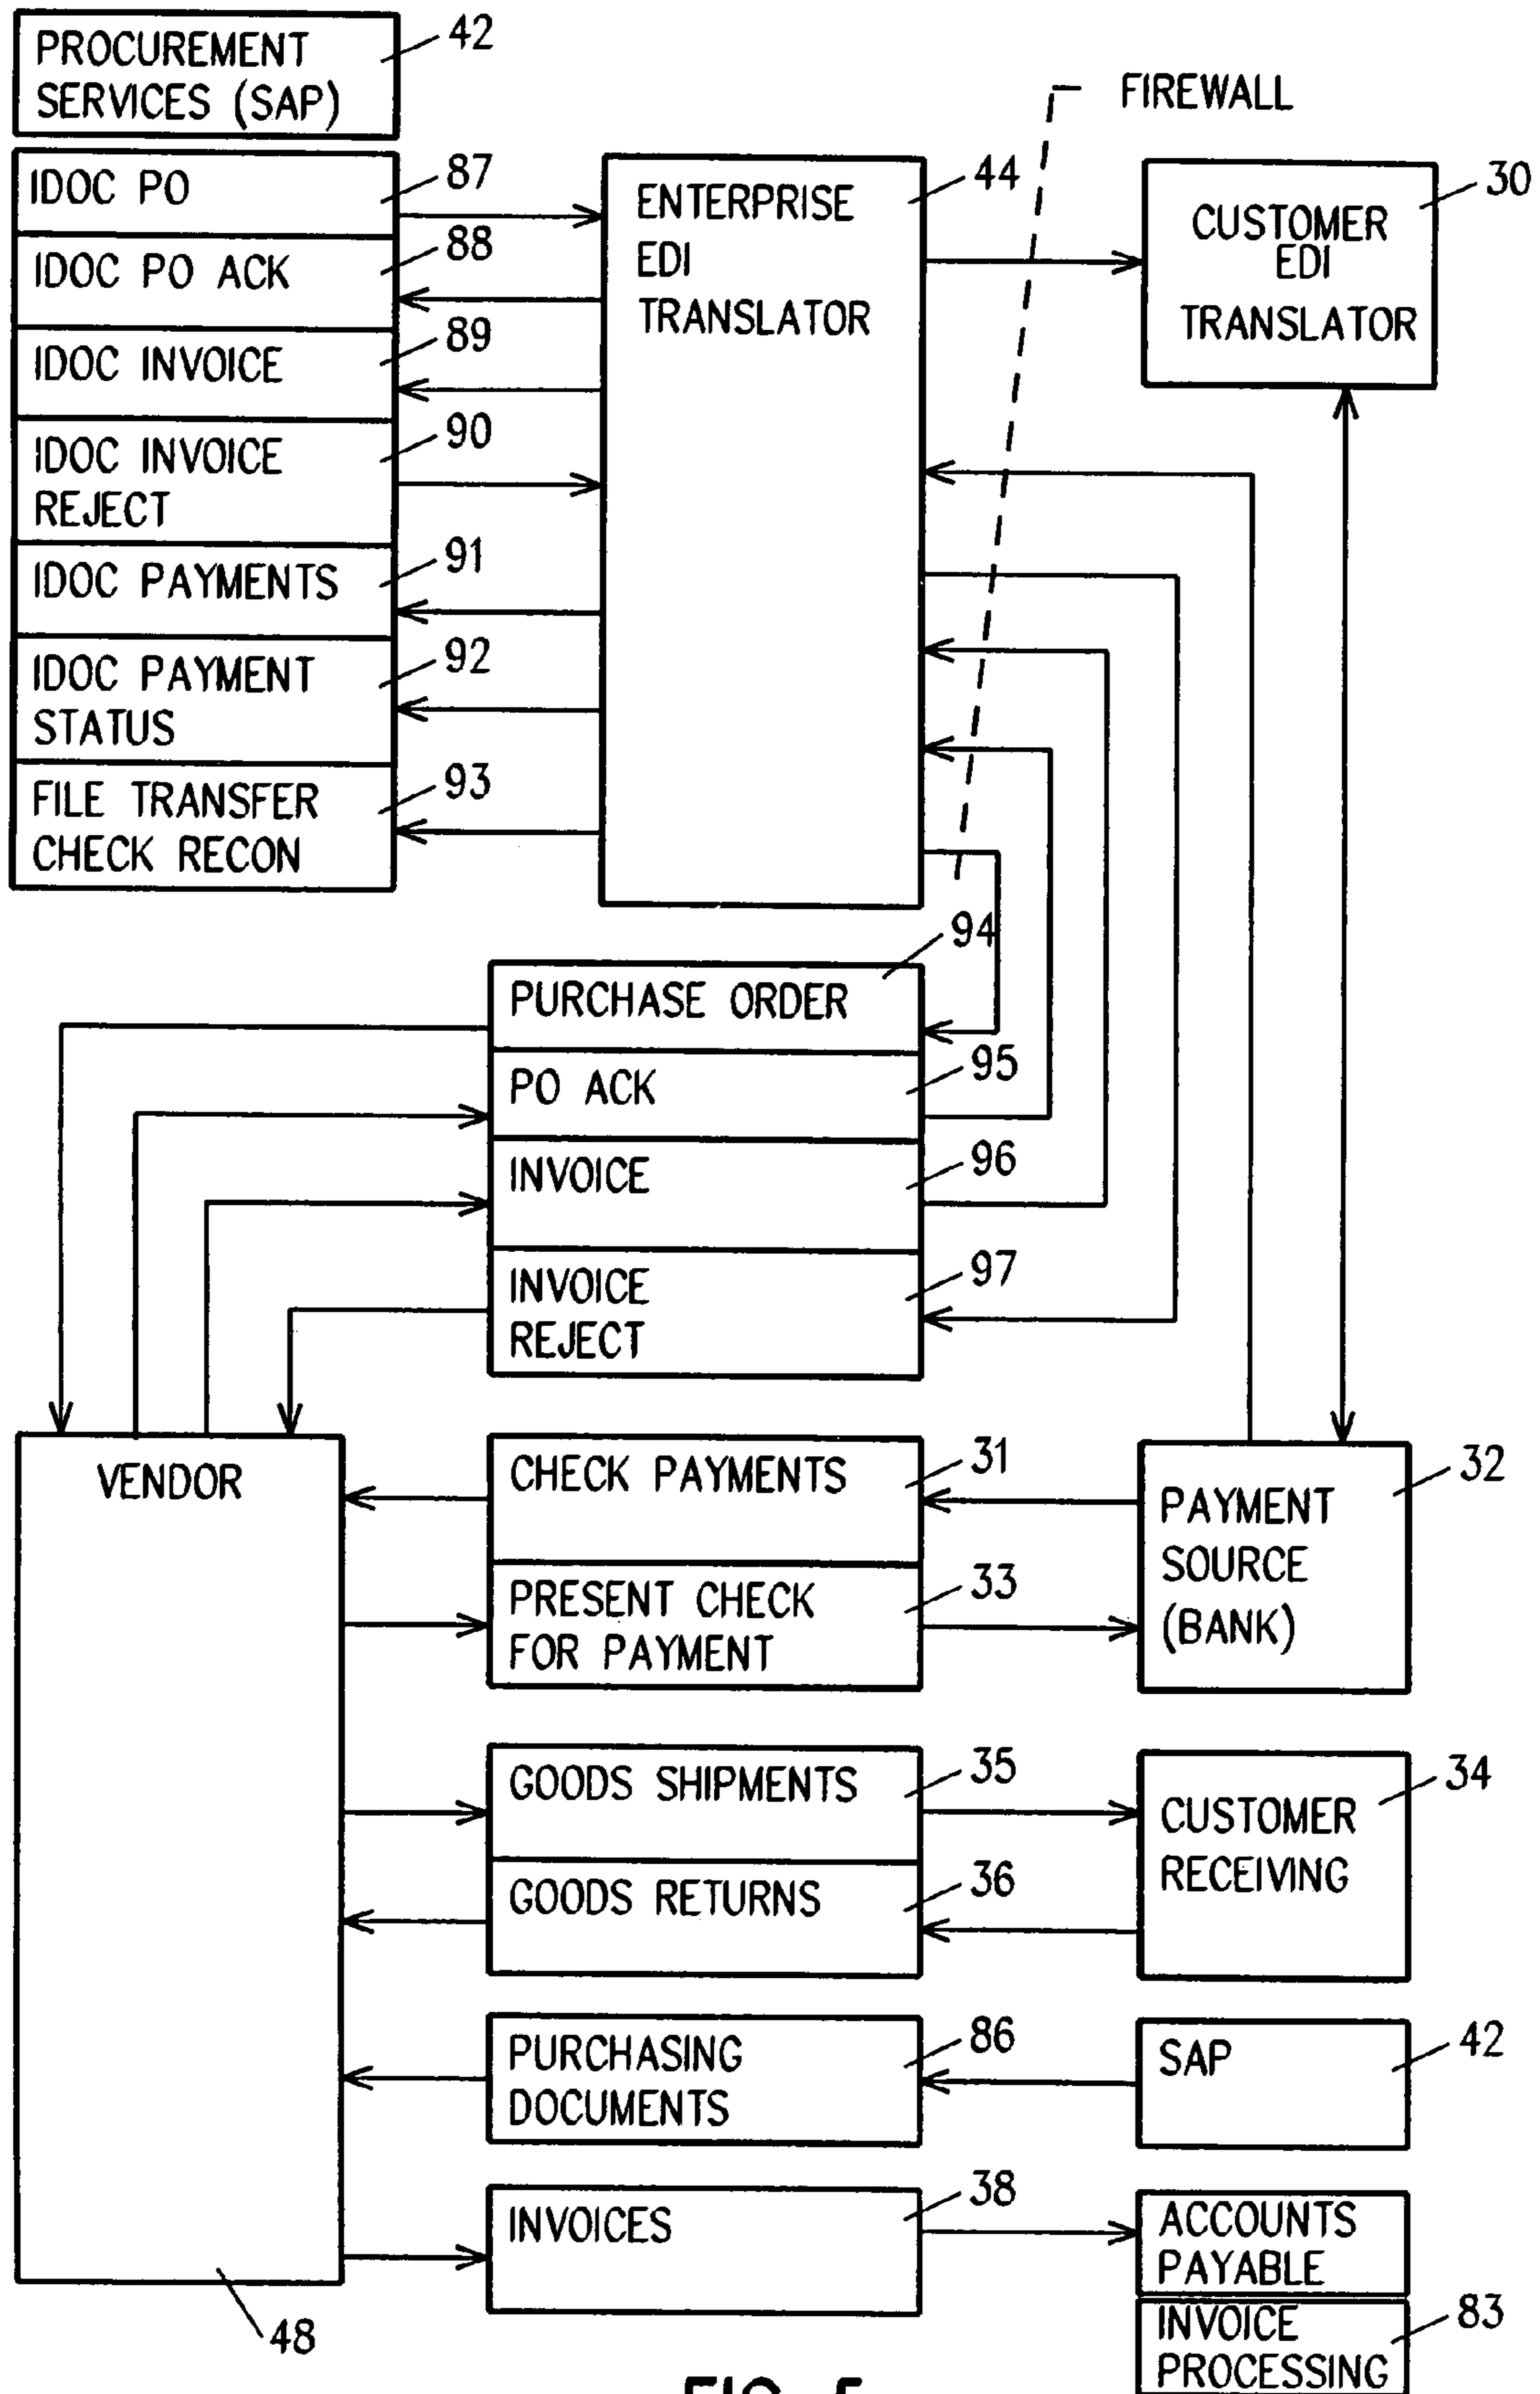 PROCUREMENT
SERVICES (SAP)
42
FIREWALL
IDOC PO
87
IDOC PO ACK
88
IDOC INVOICE
89
IDOC INVOICE
REJECT
90
IDOC PAYMENTS
91
IDOC PAYMENT
STATUS
92
FILE TRANSFER
CHECK RECON
93
ENTERPRISE
EDI
TRANSLATOR
44
CUSTOMER
EDI
TRANSLATOR
30
94
PURCHASE ORDER
PO ACK
95
INVOICE
96
INVOICE
REJECT
97
VENDOR
48
CHECK PAYMENTS
31
PRESENT CHECK
FOR PAYMENT
33
PAYMENT
SOURCE
(BANK)
32
GOODS SHIPMENTS
35
GOODS RETURNS
36
CUSTOMER
RECEIVING
34
PURCHASING
DOCUMENTS
86
SAP
42
INVOICES
38
ACCOUNTS
PAYABLE
INVOICE
PROCESSING
83